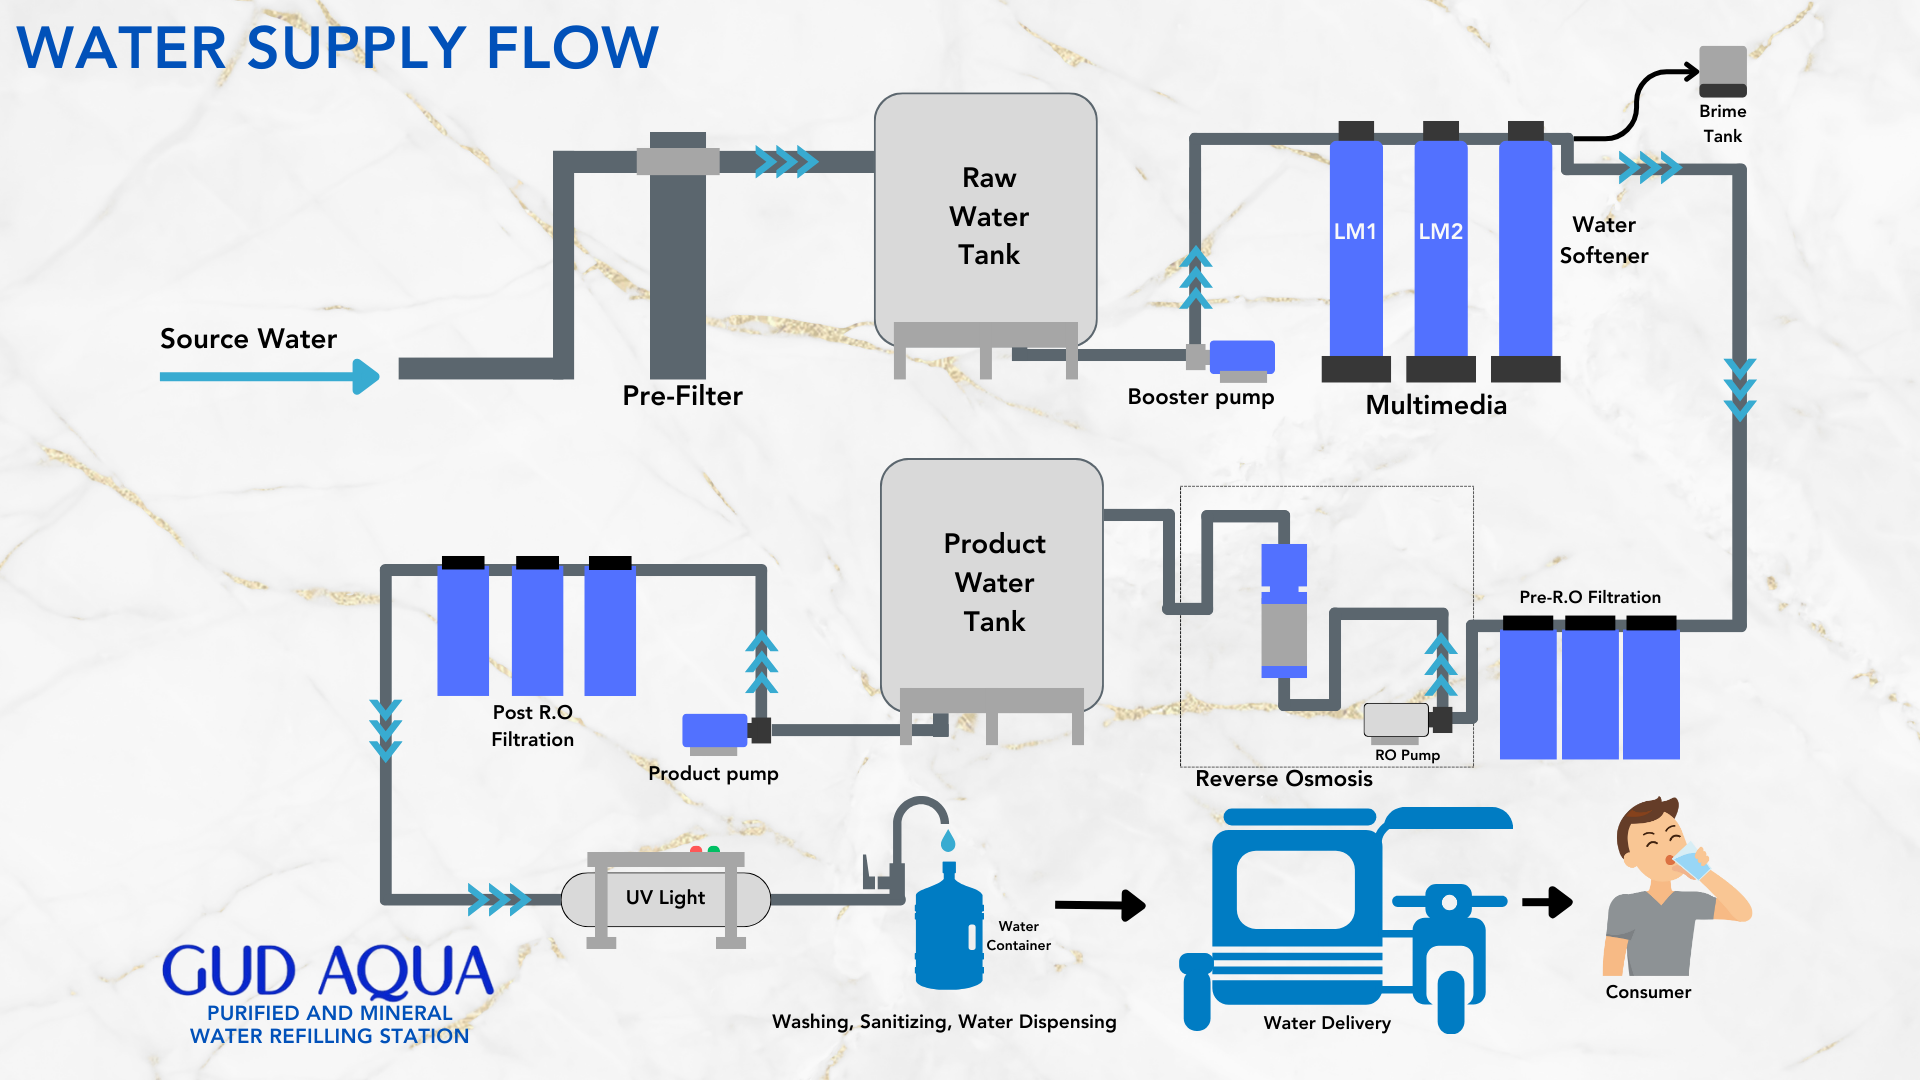 WATER SUPPLY FLOW
Brime
Tank
Raw
Water
Tank
LM1
LM2
Water
Softener
Source Water
Pre-Filter
Booster pump
Multimedia
Product
Water
Tank
Pre-R.O Filtration
Post R.O
Filtration
Product pump
RO Pump
Reverse Osmosis
UV Light
Water
Container
GUD AQUA
PURIFIED AND MINERAL
WATER REFILLING STATION
Washing, Sanitizing, Water Dispensing
Water Delivery
Consumer